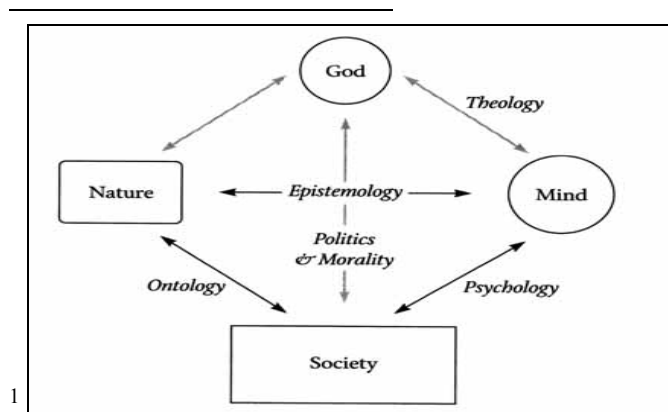 God
Theology
Nature
Epistemology
Mind
Politics
& Morality
Ontology
Psychology
Society
1